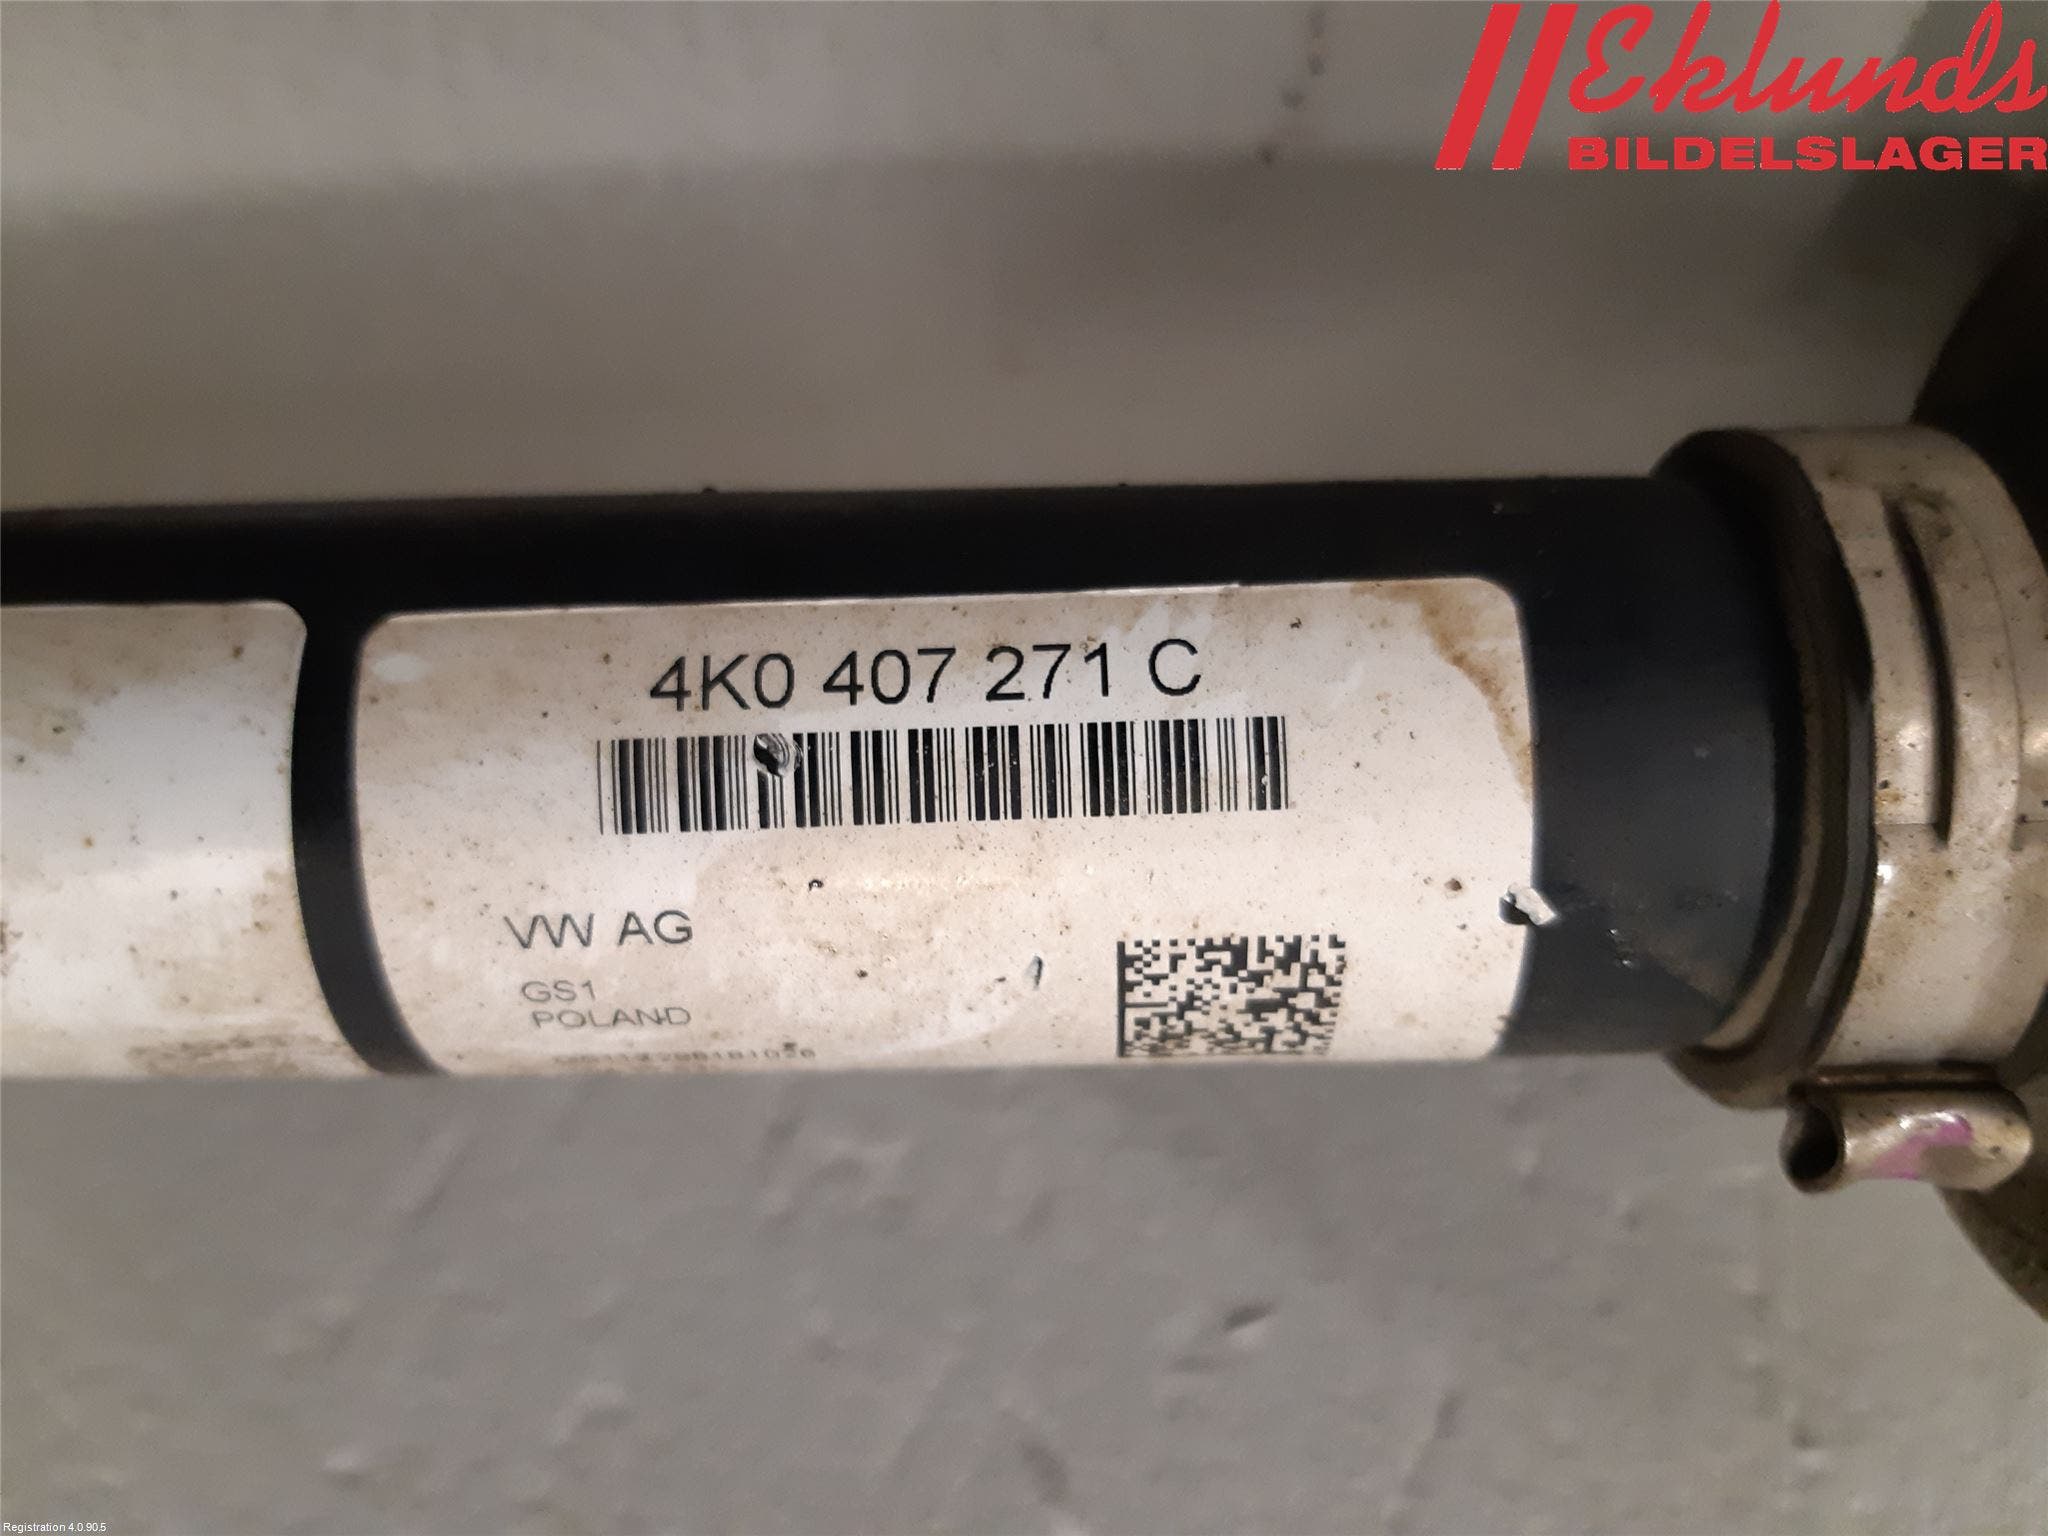 Eklunds
BILDELSLAGER
4K0 407 271 C
VW AG
GS1
POLAND
Registration 4.0.90.5